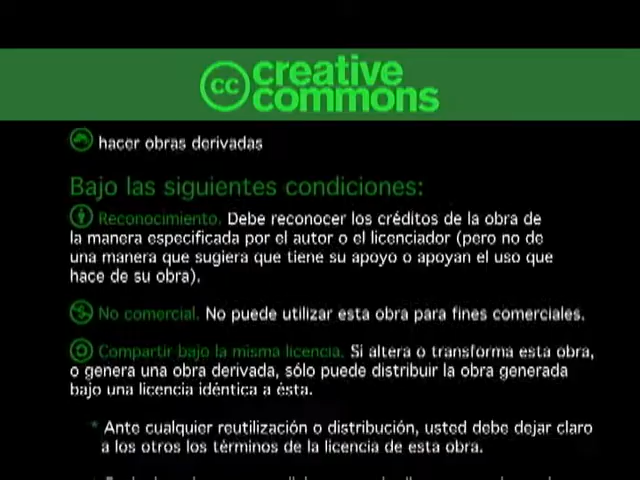 cc creative
commons
hacer obras derivadas
Bajo las siguientes condiciones:
Reconocimiento. Debe reconocer los créditos de la obra de
la manera especificada por el autor o el licenciador (pero no de
una manera que sugiera que tiene su apoyo o apoyan el uso que
hace de su obra).
No comercial. No puede utilizar esta obra para fines comerciales.
Compartir bajo la misma licencia. Si altera o transforma esta obra,
o genera una obra derivada, sólo puede distribuir la obra generada
bajo una licencia idéntica a ésta.
* Ante cualquier reutilización o distribución, usted debe dejar claro
a los otros los términos de la licencia de esta obra.